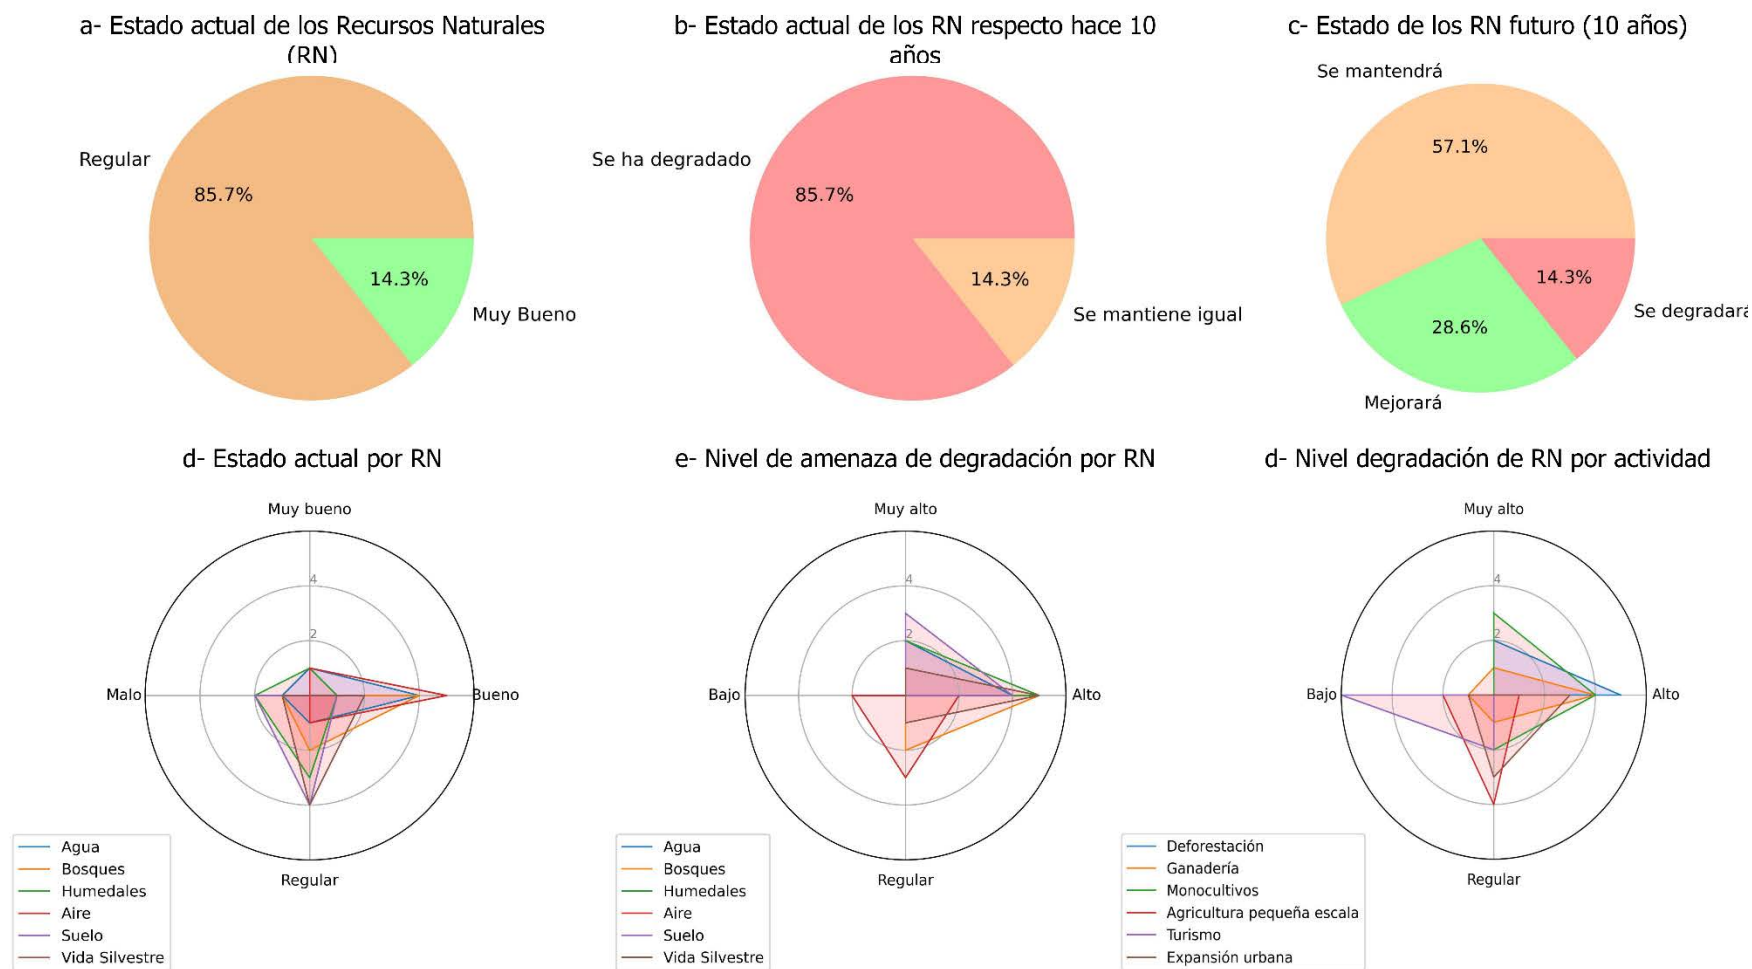 a- Estado actual de los Recursos Naturales
(RN)
b- Estado actual de los RN respecto hace 10
años
c- Estado de los RN futuro (10 años)
Regular
85.7%
14.3%
Muy Bueno
Se ha degradado
85.7%
14.3%
Se mantiene igual
Se mantendrá
57.1%
14.3%
Se degradará
28.6%
Mejorará
d- Estado actual por RN
Muy bueno
4
2
Malo
Bueno
Regular
Agua
Bosques
Humedales
Aire
Suelo
Vida Silvestre
e- Nivel de amenaza de degradación por RN
Muy alto
4
2
Bajo
Alto
Regular
Agua
Bosques
Humedales
Aire
Suelo
Vida Silvestre
d- Nivel degradación de RN por actividad
Muy alto
4
2
Bajo
Alto
Regular
Deforestación
Ganadería
Monocultivos
Agricultura pequeña escala
Turismo
Expansión urbana